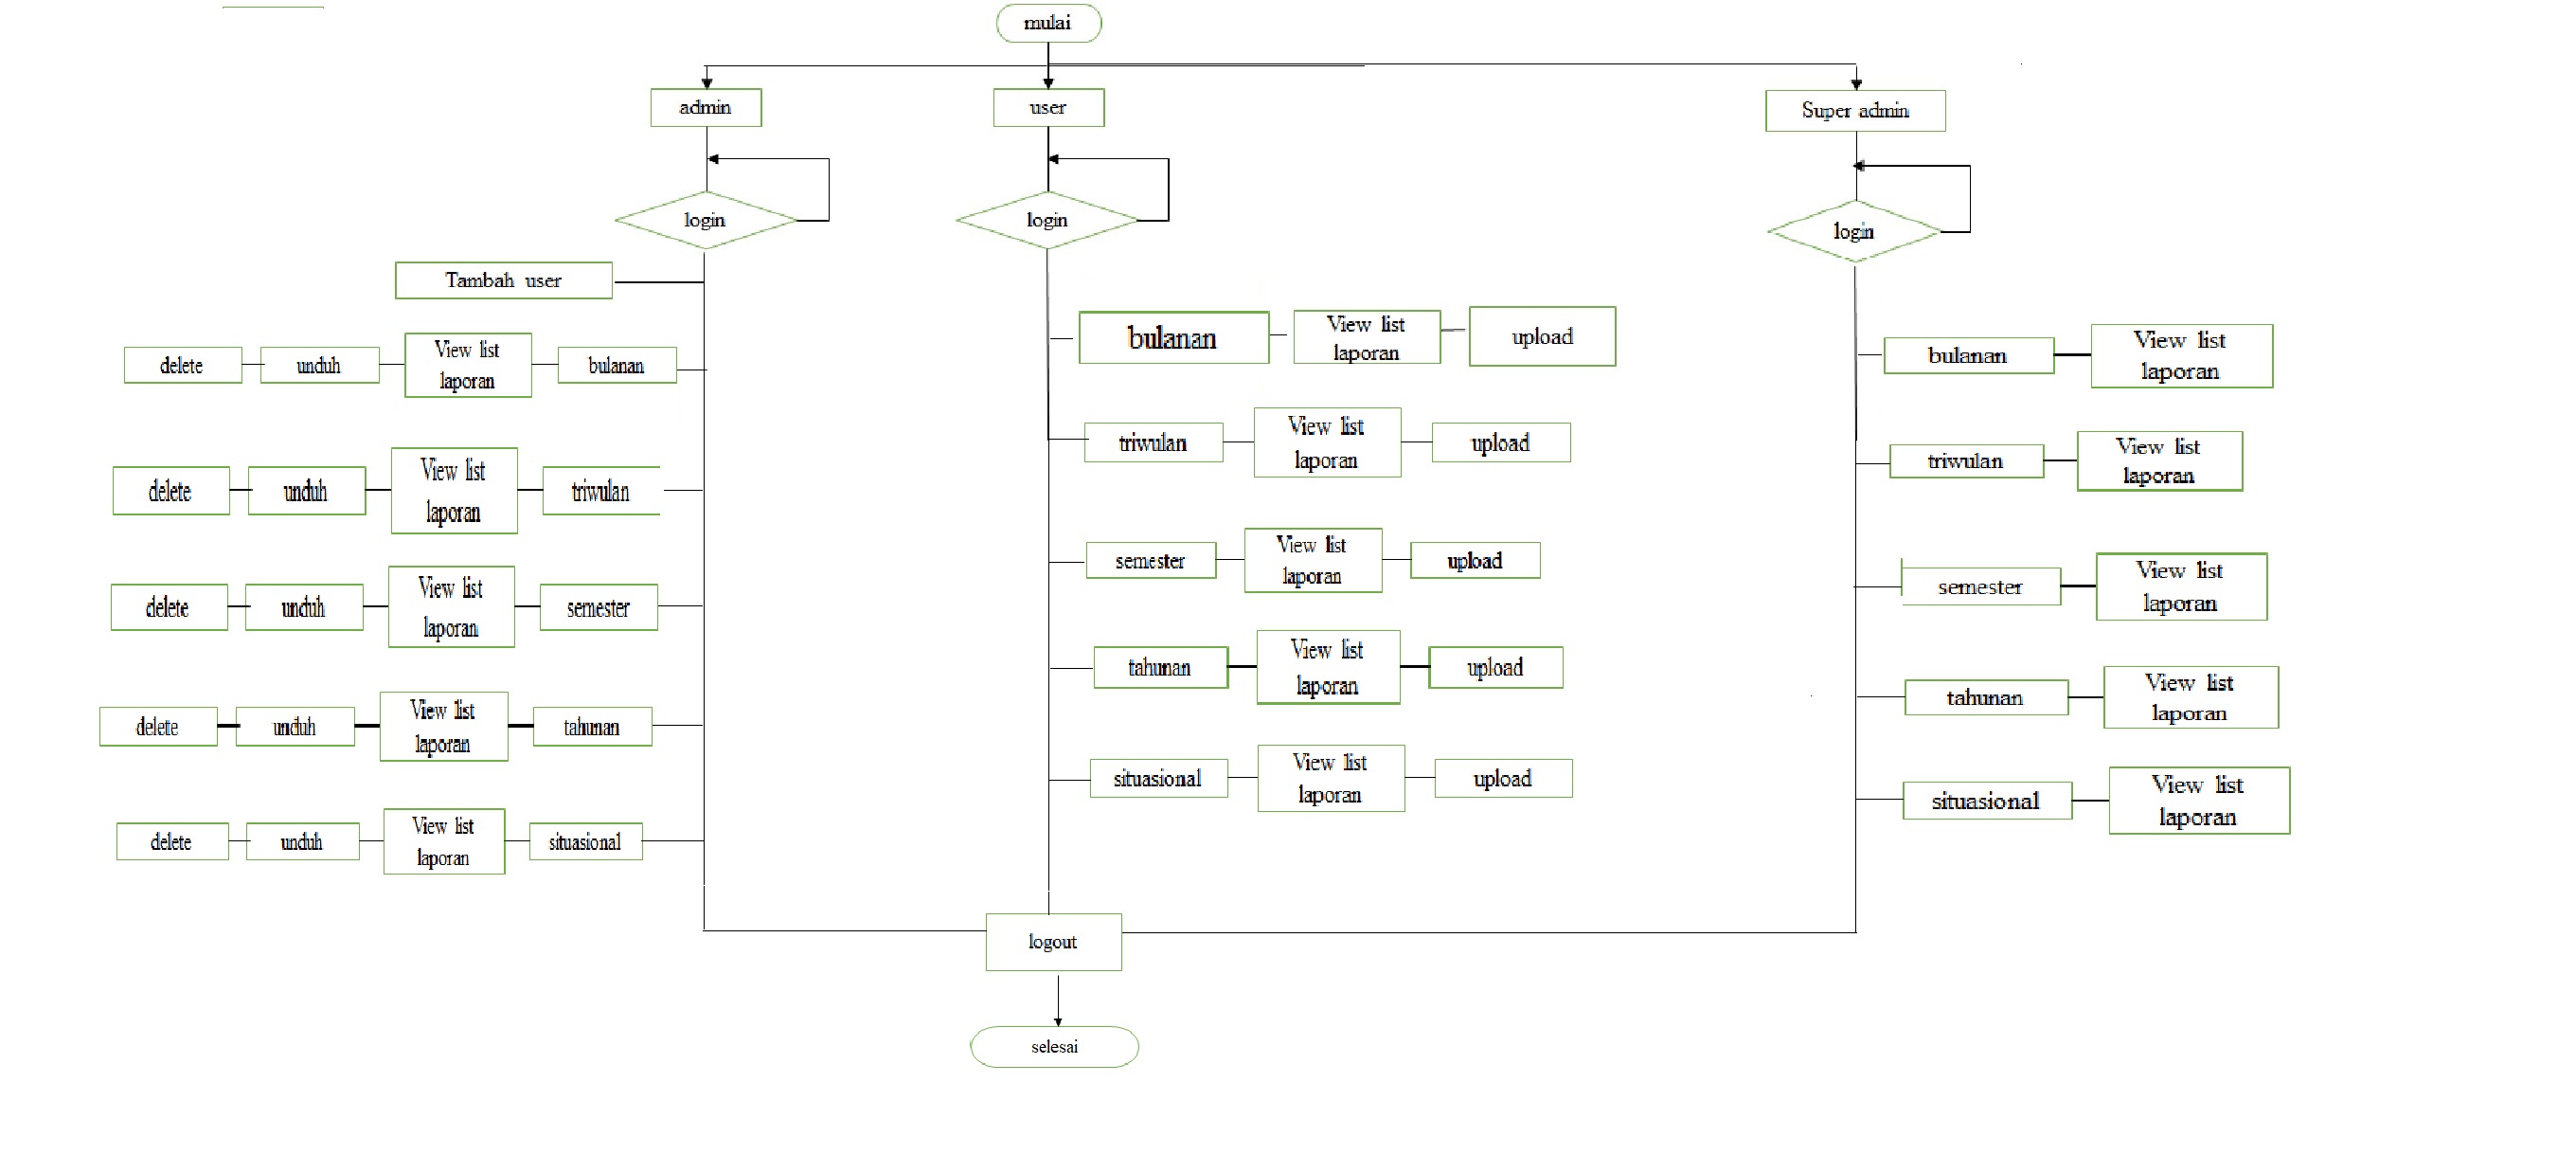 mulai
admin
user
Super admin
login
login
login
Tambah user
delete
unduh
View list
laporan
bulanan
delete
unduh
View list
laporan
triwulan
delete
unduh
View list
laporan
semester
delete
unduh
View list
laporan
tahunan
delete
unduh
View list
laporan
situasional
bulanan
View list
laporan
upload
triwulan
View list
laporan
upload
semester
View list
laporan
upload
tahunan
View list
laporan
upload
situasional
View list
laporan
upload
bulanan
View list
laporan
triwulan
View list
laporan
semester
View list
laporan
tahunan
View list
laporan
situasional
View list
laporan
logout
selesai